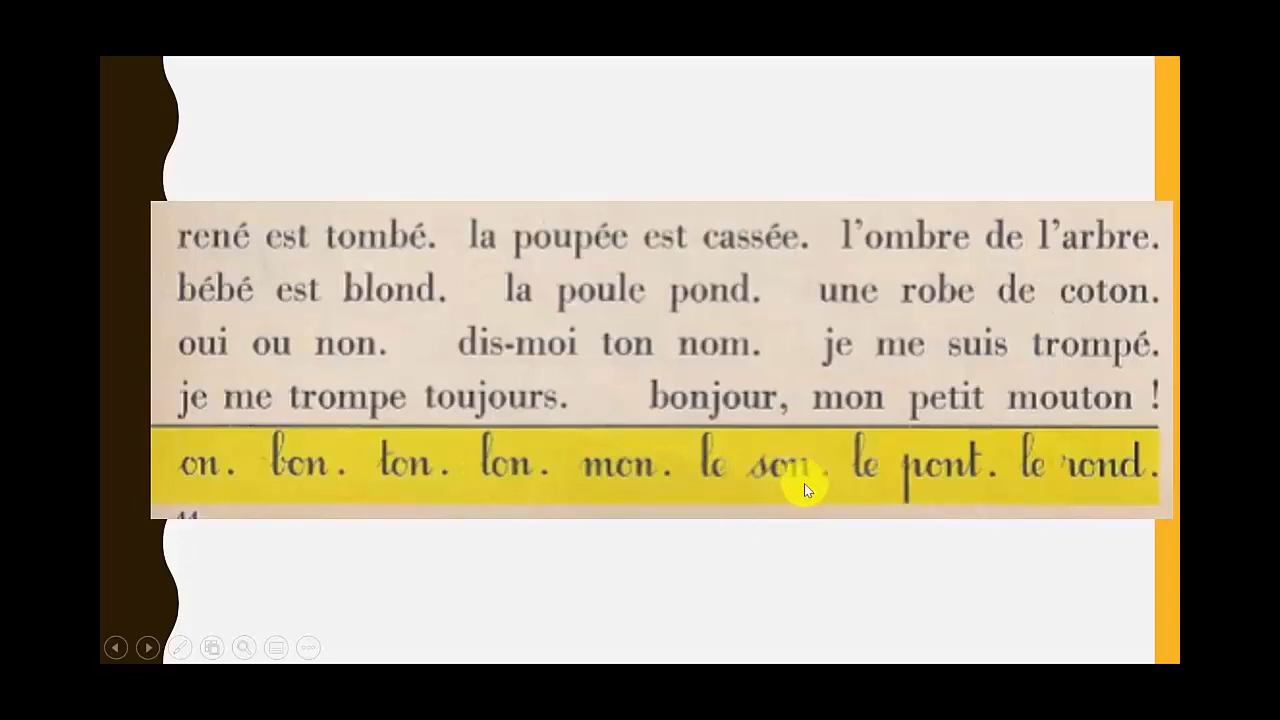 rené est tombé. la poupée est cassée. l'ombre de l'arbre.
bébé est blond. la poule pond. une robe de coton.
oui ou non. dis-moi ton nom. je me suis trompé.
je me trompe toujours. bonjour, mon petit mouton !
on. bon. ton. lon. mon. le son. le pont. le rond.